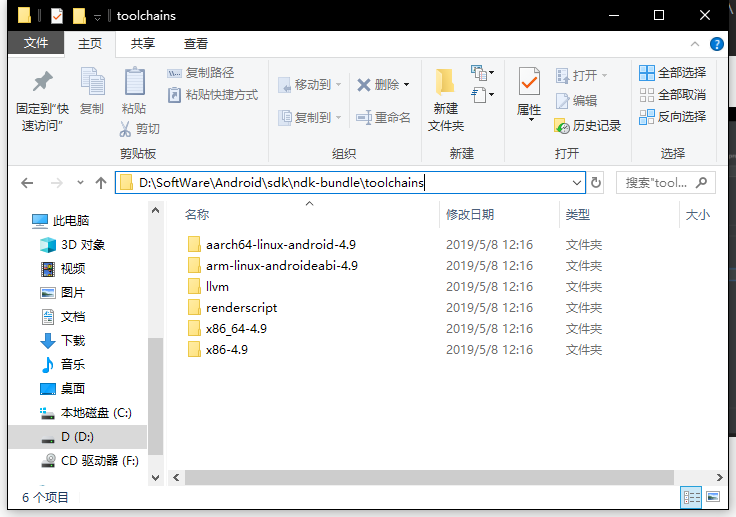 toolchains
文件 主页 共享 查看
固定到“快速访问”
复制
粘贴
复制路径
粘贴快捷方式
剪切
剪贴板
移动到
复制到
删除
重命名
组织
新建文件夹
新建
属性
打开
编辑
历史记录
打开
全部选择
全部取消
反向选择
选择
D:\SoftWare\Android\sdk\ndk-bundle\toolchains
搜索"tool...
此电脑
3D 对象
视频
图片
文档
下载
音乐
桌面
本地磁盘 (C:)
D (D:)
CD 驱动器 (F:)
名称 修改日期 类型 大小
aarch64-linux-android-4.9 2019/5/8 12:16 文件夹
arm-linux-androideabi-4.9 2019/5/8 12:16 文件夹
llvm 2019/5/8 12:16 文件夹
renderscript 2019/5/8 12:16 文件夹
x86_64-4.9 2019/5/8 12:16 文件夹
x86-4.9 2019/5/8 12:16 文件夹
6 个项目